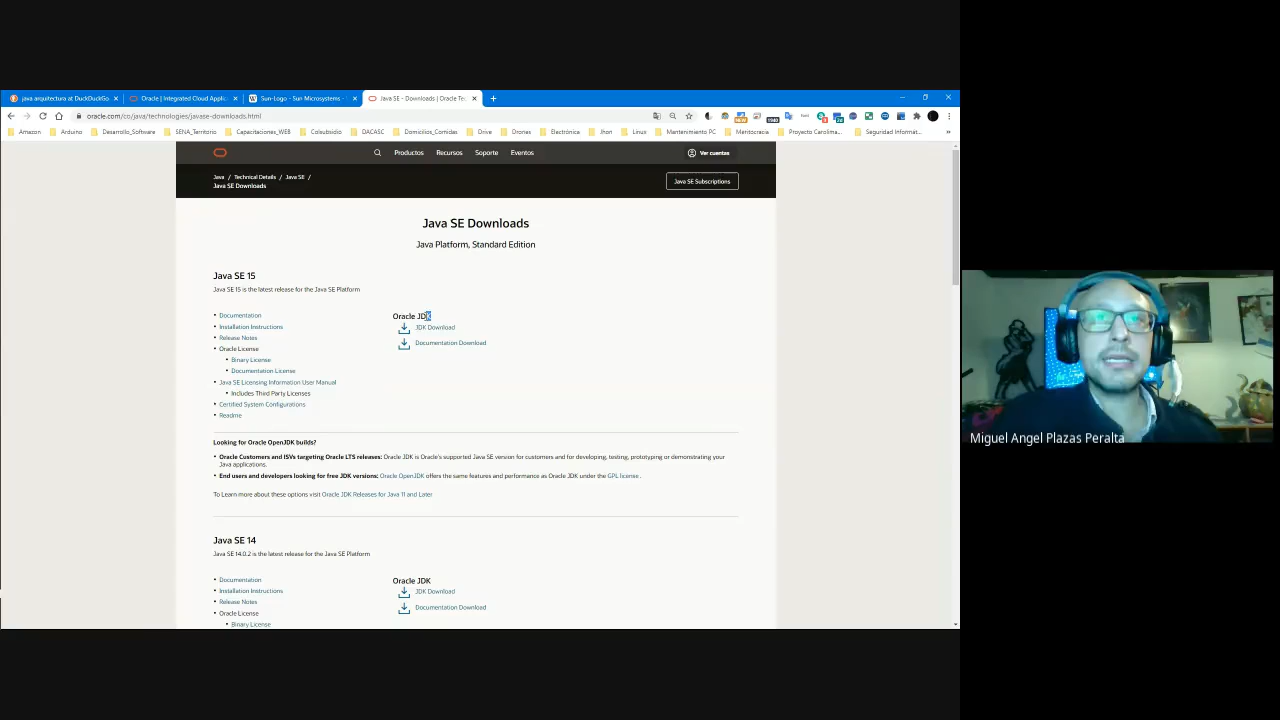 java arquitectura at DuckDuckGo
Oracle | Integrated Cloud Applic
Sun-Logo - Sun Microsystems -
Java SE - Downloads | Oracle Te
oracle.com/co/java/technologies/javase-downloads.html
Amazon
Arduino
Desarrollo_Software
SENA_Territorio
Capacitaciones_WEB
Colsubsidio
DACASC
Domicilios_Comidas
Drive
Drones
Electrónica
Jhon
Linux
Mantenimiento PC
Meritocracia
Proyecto Carolima...
Seguridad Informát...
Productos
Recursos
Soporte
Eventos
Ver cuentas
Java / Technical Details / Java SE /
Java SE Downloads
Java SE Subscriptions
Java SE Downloads
Java Platform, Standard Edition
Java SE 15
Java SE 15 is the latest release for the Java SE Platform
Documentation
Installation Instructions
Release Notes
Oracle License
Binary License
Documentation License
Java SE Licensing Information User Manual
Includes Third Party Licenses
Certified System Configurations
Readme
Oracle JDK
JDK Download
Documentation Download
Looking for Oracle OpenJDK builds?
Oracle Customers and ISVs targeting Oracle LTS releases: Oracle JDK is Oracle's supported Java SE version for customers and for developing, testing, prototyping or demonstrating your
Java applications.
End users and developers looking for free JDK versions: Oracle OpenJDK offers the same features and performance as Oracle JDK under the GPL license .
To Learn more about these options visit Oracle JDK Releases for Java 11 and Later
Java SE 14
Java SE 14.0.2 is the latest release for the Java SE Platform
Documentation
Installation Instructions
Release Notes
Oracle License
Binary License
Oracle JDK
JDK Download
Documentation Download
Miguel Angel Plazas Peralta